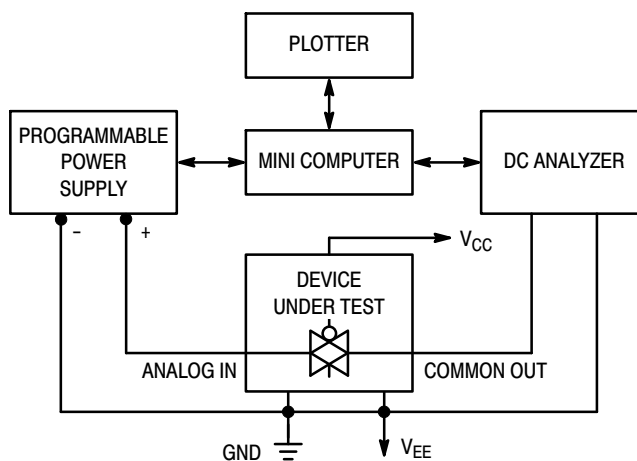 PLOTTER
PROGRAMMABLE
POWER
SUPPLY
MINI COMPUTER
DC ANALYZER
−
+
VCC
DEVICE
UNDER TEST
ANALOG IN
COMMON OUT
GND
VEE